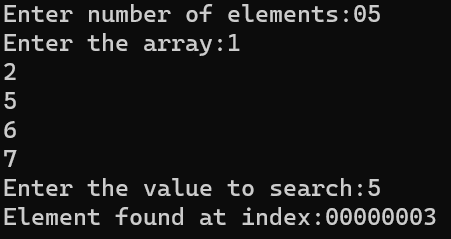 Enter number of elements:05
Enter the array:1
2
5
6
7
Enter the value to search:5
Element found at index:00000003